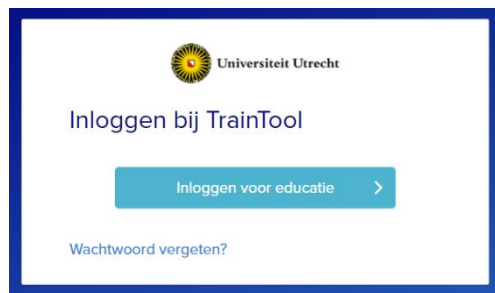 Universiteit Utrecht
Inloggen bij TrainTool
Inloggen voor educatie
Wachtwoord vergeten?